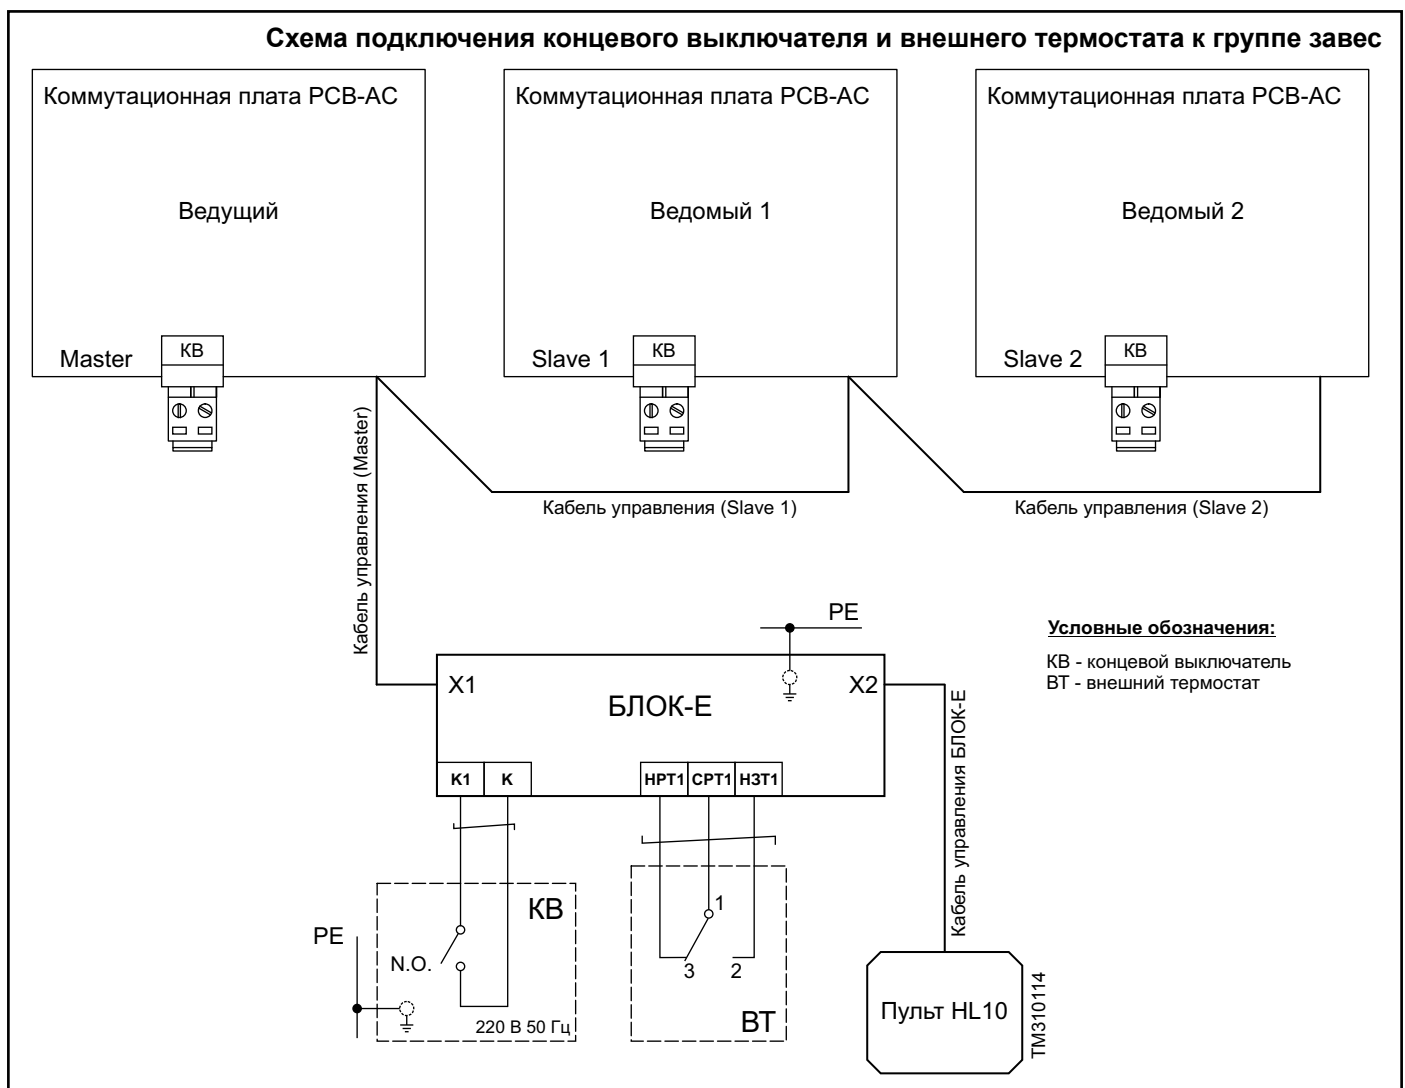 Схема подключения концевого выключателя и внешнего термостата к группе завес
Коммутационная плата PCB-AC
Ведущий
Master
КВ
Коммутационная плата PCB-AC
Ведомый 1
Slave 1
КВ
Коммутационная плата PCB-AC
Ведомый 2
Slave 2
КВ
Кабель управления (Master)
Кабель управления (Slave 1)
Кабель управления (Slave 2)
PE
Условные обозначения:
КВ - концевой выключатель
ВТ - внешний термостат
X1
БЛОК-Е
X2
К1
К
НРТ1
СРТ1
НЗТ1
Кабель управления БЛОК-Е
КВ
PE
N.O.
220 В 50 Гц
1
3
2
ВТ
Пульт HL10
TM310114